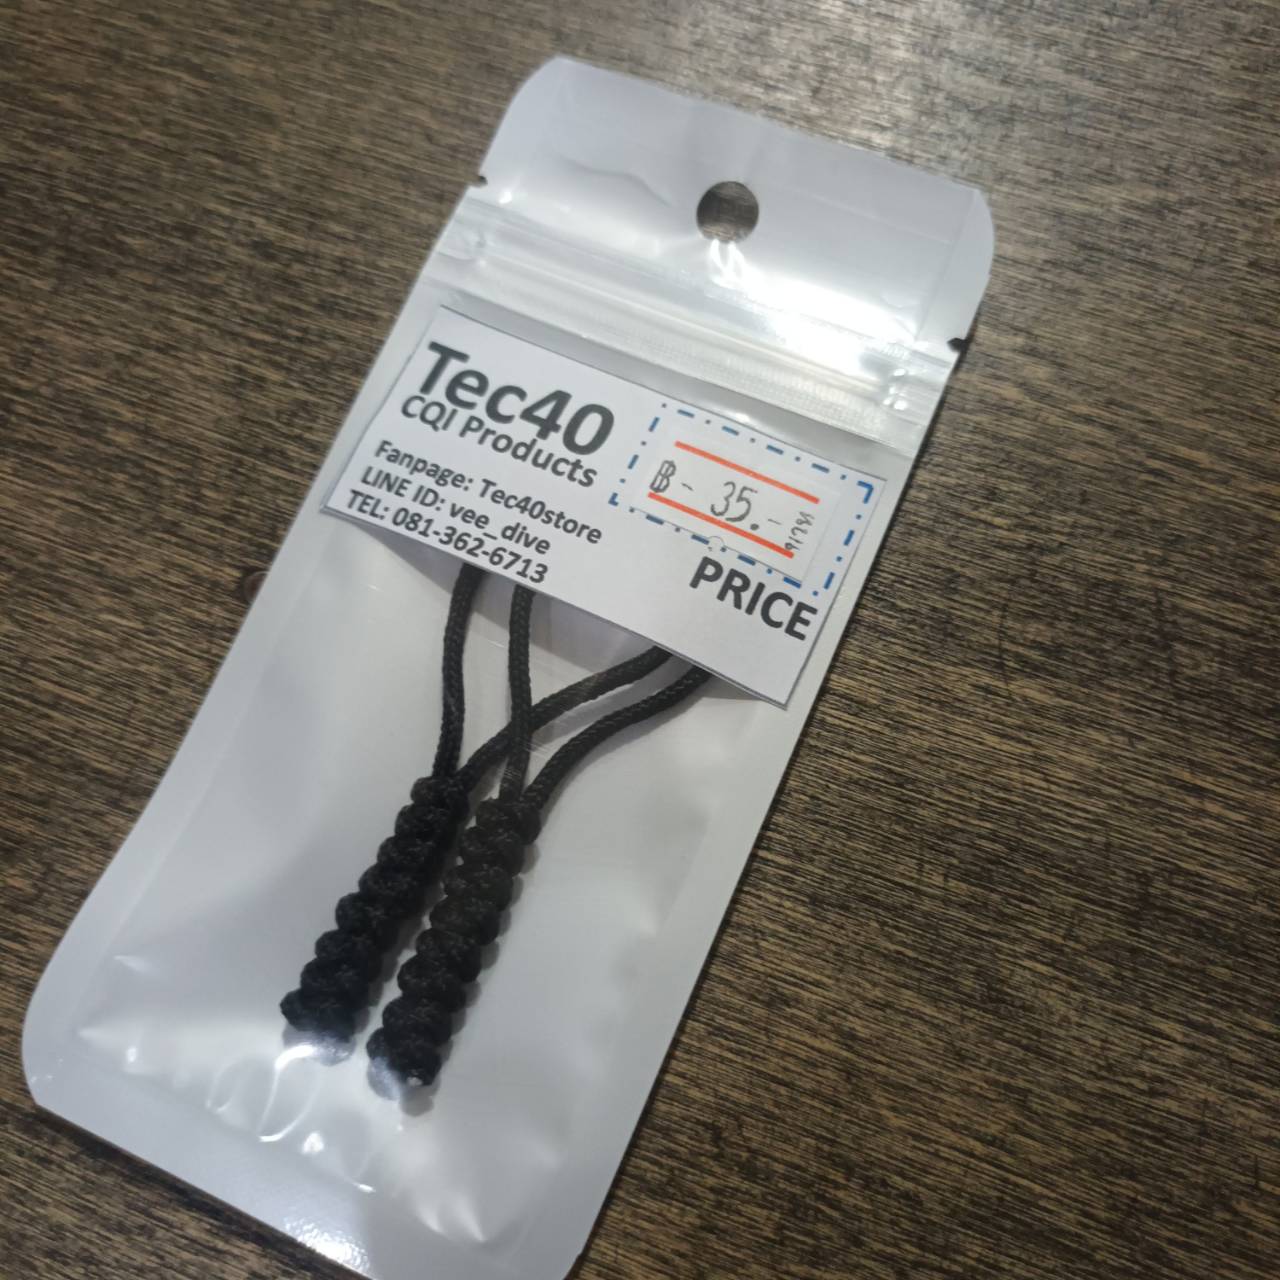 Tec40
CQI Products
Fanpage: Tec40store
LINE ID: vee_dive
TEL: 081-362-6713
฿ - 35.-
PRICE